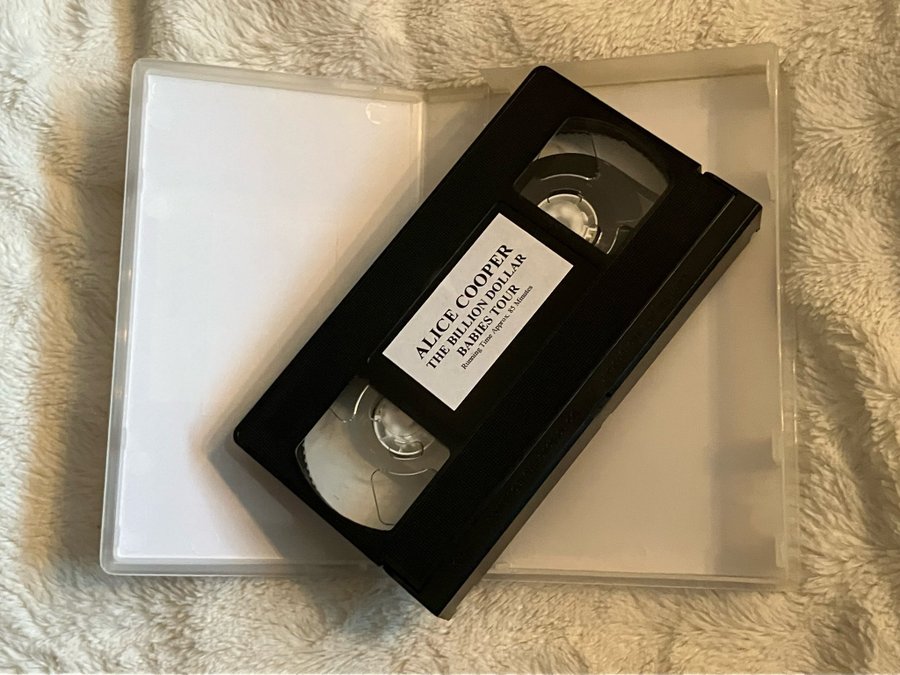 ALICE COOPER
THE BILLION DOLLAR
BABIES TOUR
Running Time Approx. 85 Minutes